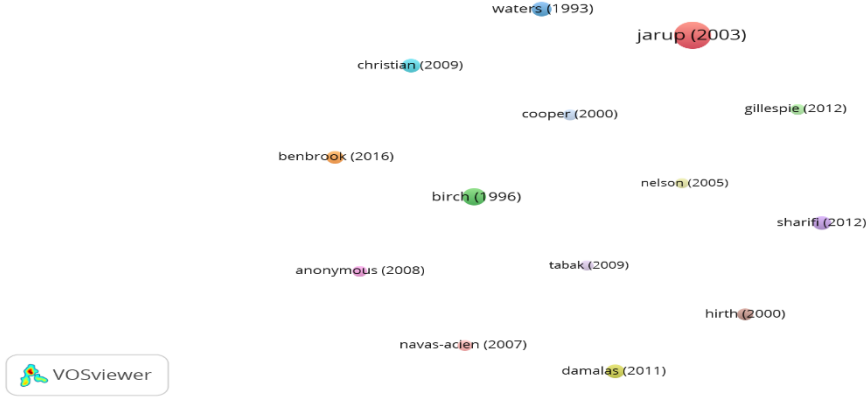 waters (1993)
jarup (2003)
christian (2009)
gillespie (2012)
cooper (2000)
benbrook (2016)
nelson (2005)
birch (1996)
sharifi (2012)
tabak (2009)
anonymous (2008)
hirth (2000)
navas-acien (2007)
damalas (2011)
VOSviewer